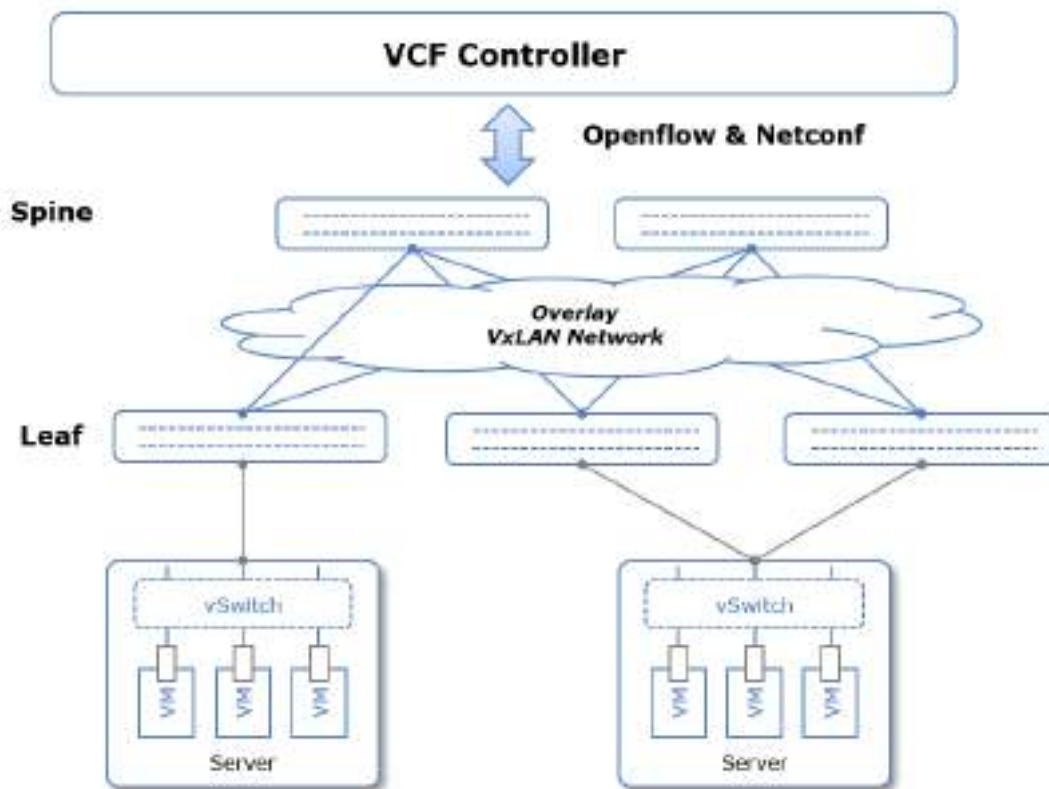 VCF Controller
Openflow & Netconf
Spine
Overlay
VxLAN Network
Leaf
vSwitch
vSwitch
VM
VM
VM
VM
VM
VM
Server
Server